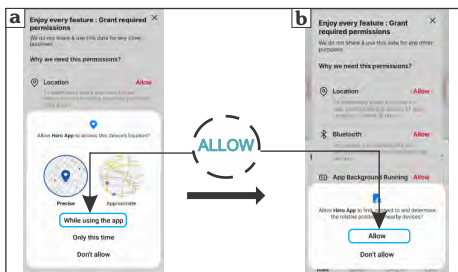 a
Enjoy every feature : Grant required
permissions
We do not share & use this data for any other
purposes
Why we need this permissions?
Location Allow
Allow Hero App to access this device's location?
Precise Approximate
While using the app
Only this time
Don't allow
ALLOW
b
Enjoy every feature : Grant
required permissions
We do not share & use this data for any other
purposes
Why we need this permissions?
Location Allow
Bluetooth Allow
App Background Running Allow
Allow Hero App to find, connect to and determine
the relative position of nearby devices?
Allow
Don't allow